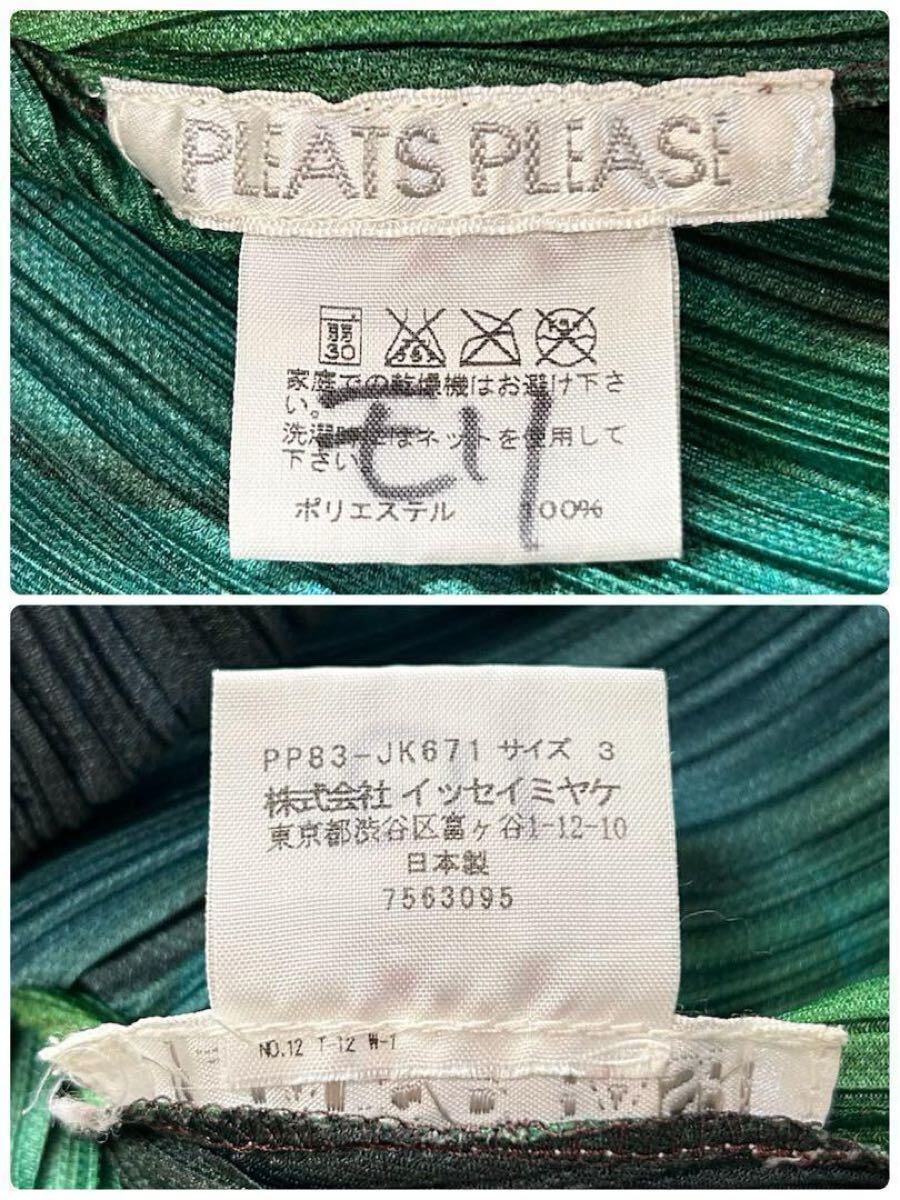 PLEATS PLEASE
弱
30
家庭での乾燥機はお避け下さ
い。
洗濯時にはネットを使用して
下さい
ポリエステル 100%
PP83-JK671 サイズ 3
株式会社 イッセイミヤケ
東京都渋谷区富ヶ谷1-12-10
日本製
7563095
NO.12 T 12 W-1